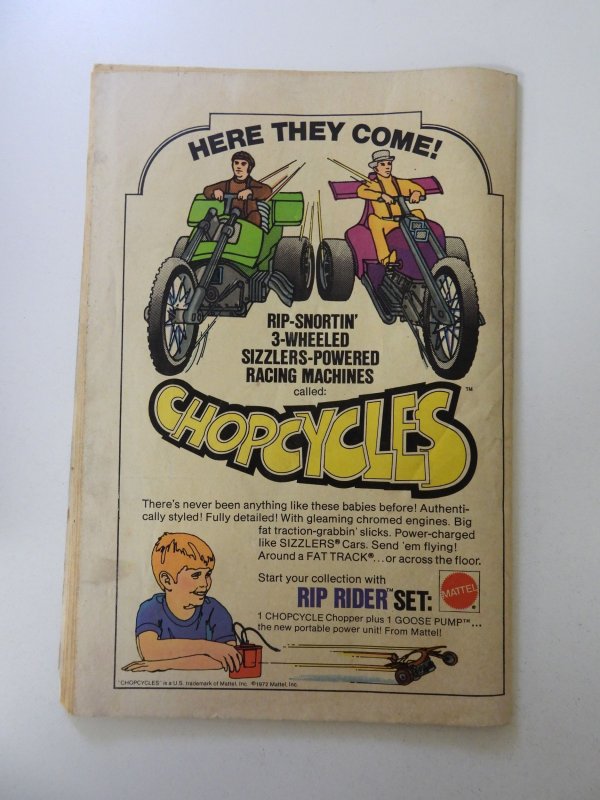 HERE THEY COME!
RIP-SNORTIN'
3-WHEELED
SIZZLERS-POWERED
RACING MACHINES
called:
CHOPCYCLES™
There's never been anything like these babies before! Authenti-
cally styled! Fully detailed! With gleaming chromed engines. Big
fat traction-grabbin' slicks. Power-charged
like SIZZLERS® Cars. Send 'em flying!
Around a FAT TRACK®...or across the floor.
Start your collection with
RIP RIDER™ SET:
MATTEL®
1 CHOPCYCLE Chopper plus 1 GOOSE PUMP™...
the new portable power unit! From Mattel!
"CHOPCYCLES" is a U.S. trademark of Mattel, Inc. ©1972 Mattel, Inc.